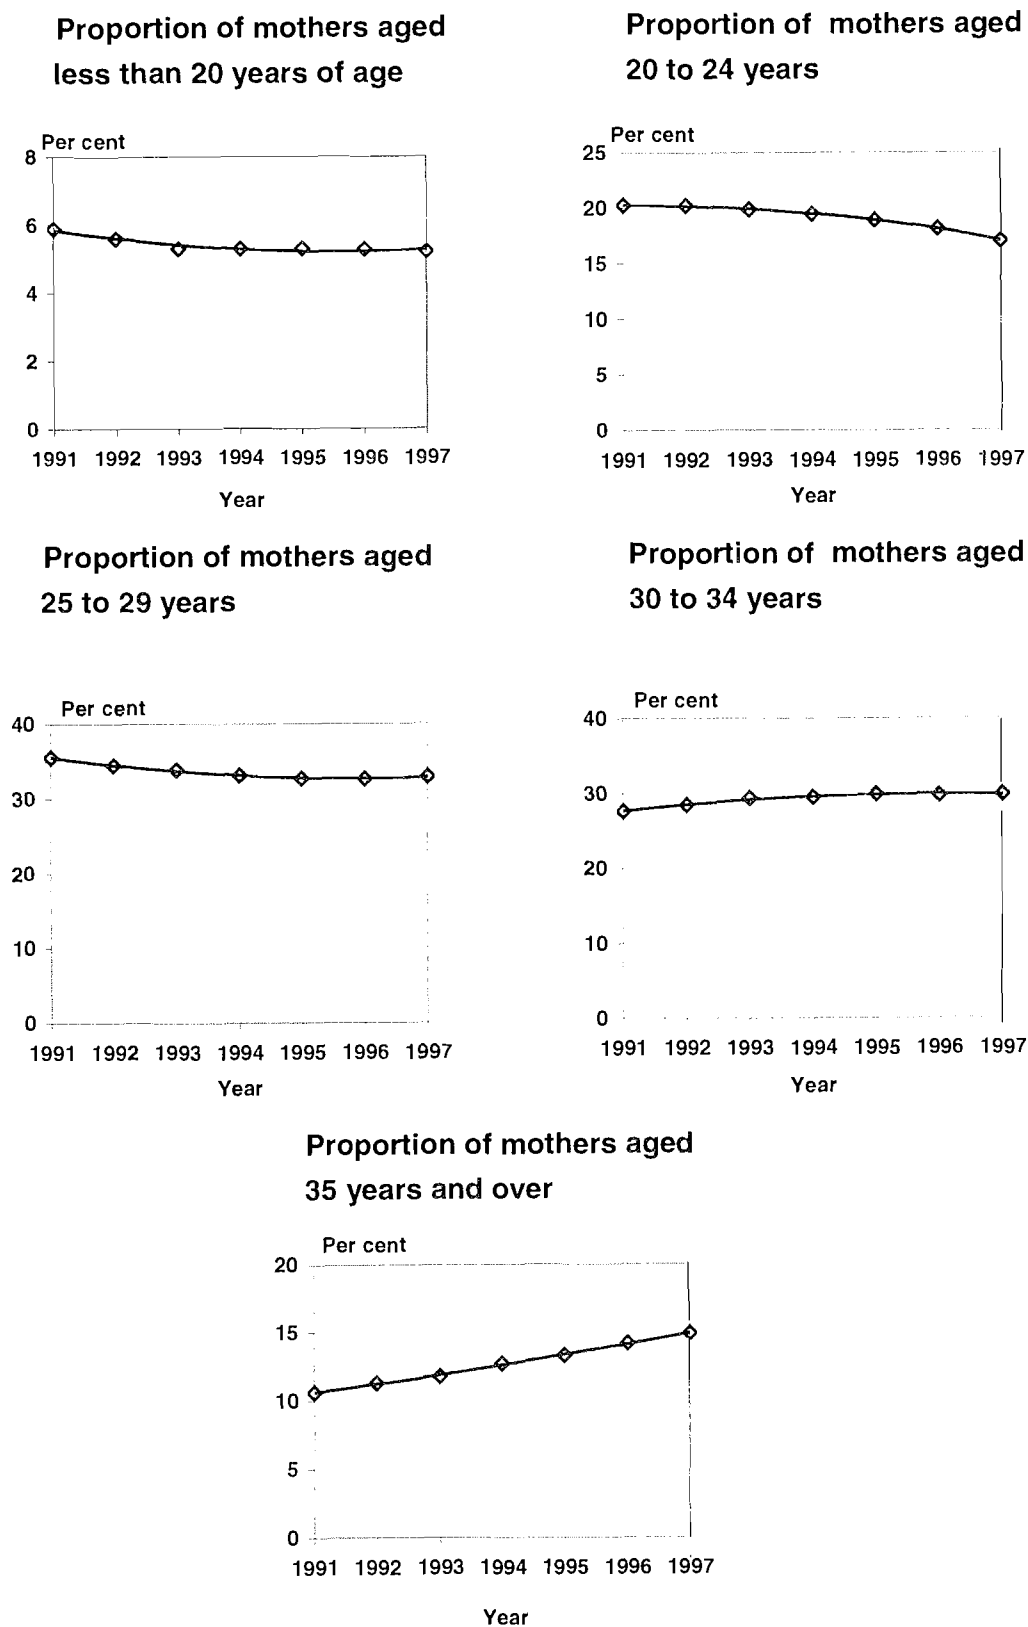 Proportion of mothers aged
less than 20 years of age
Per cent
8
6
4
2
0
1991 1992 1993 1994 1995 1996 1997
Year
Proportion of mothers aged
20 to 24 years
Per cent
25
20
15
10
5
0
1991 1992 1993 1994 1995 1996 1997
Year
Proportion of mothers aged
25 to 29 years
Per cent
40
30
20
10
0
1991 1992 1993 1994 1995 1996 1997
Year
Proportion of mothers aged
30 to 34 years
Per cent
40
30
20
10
0
1991 1992 1993 1994 1995 1996 1997
Year
Proportion of mothers aged
35 years and over
Per cent
20
15
10
5
0
1991 1992 1993 1994 1995 1996 1997
Year